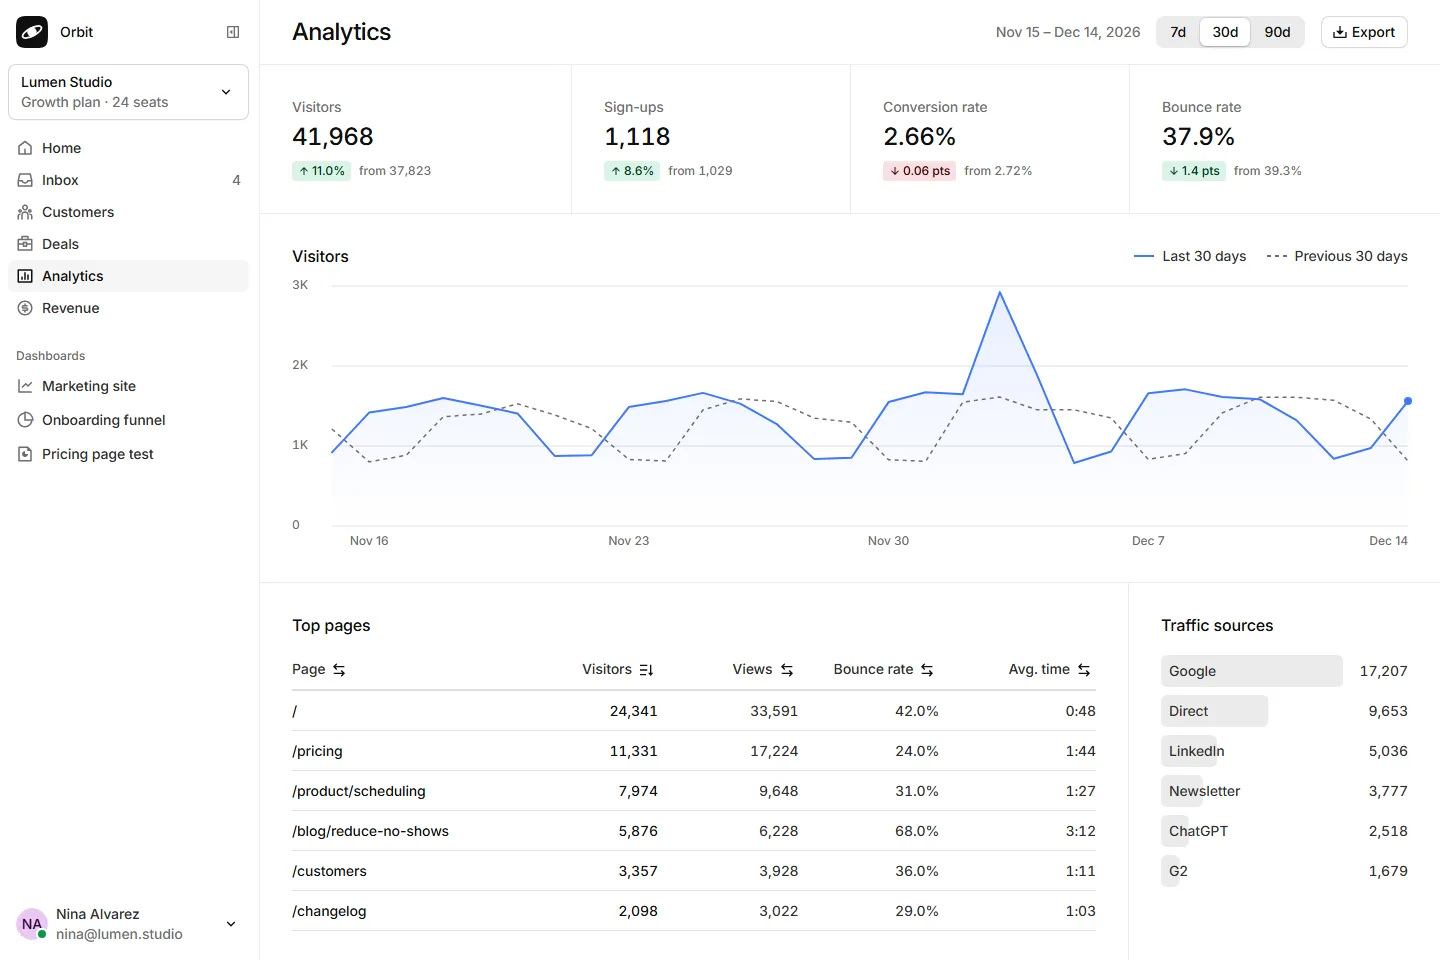 Orbit
Lumen Studio
Growth plan · 24 seats
Home
Inbox 4
Customers
Deals
Analytics
Revenue
Dashboards
Marketing site
Onboarding funnel
Pricing page test
NA
Nina Alvarez
nina@lumen.studio
Analytics
Nov 15 – Dec 14, 2026 7d 30d 90d Export
Visitors
41,968
↑ 11.0% from 37,823
Sign-ups
1,118
↑ 8.6% from 1,029
Conversion rate
2.66%
↓ 0.06 pts from 2.72%
Bounce rate
37.9%
↓ 1.4 pts from 39.3%
Visitors
Last 30 days Previous 30 days
3K
2K
1K
0
Nov 16 Nov 23 Nov 30 Dec 7 Dec 14
Top pages
Page Visitors Views Bounce rate Avg. time
/ 24,341 33,591 42.0% 0:48
/pricing 11,331 17,224 24.0% 1:44
/product/scheduling 7,974 9,648 31.0% 1:27
/blog/reduce-no-shows 5,876 6,228 68.0% 3:12
/customers 3,357 3,928 36.0% 1:11
/changelog 2,098 3,022 29.0% 1:03
Traffic sources
Google 17,207
Direct 9,653
LinkedIn 5,036
Newsletter 3,777
ChatGPT 2,518
G2 1,679